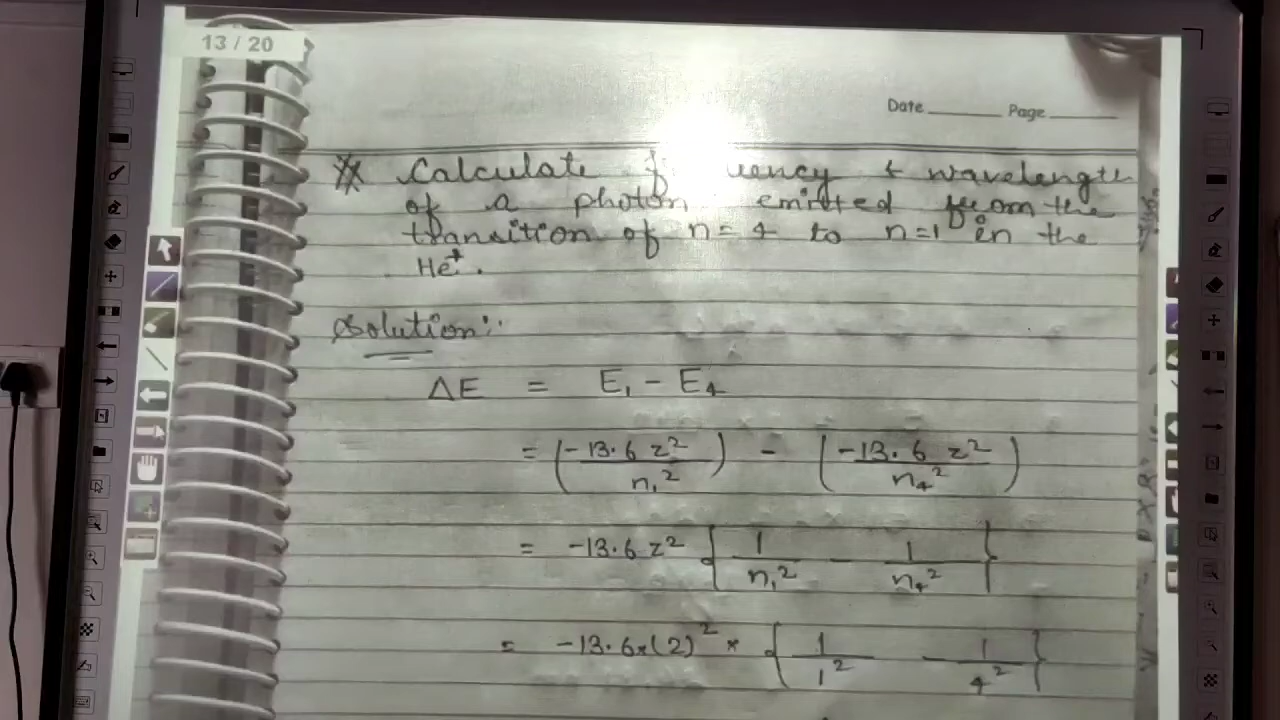 13 / 20
Date Page
Calculate wavelength
of a photon emitted from the
transition of n = 4 to n=1 in the
He⁺.
Solution:
ΔE = E₁ - E₄
= (-13.6 z² / n₁²) - (-13.6 z² / n₄²)
= -13.6 z² { 1 / n₁² - 1 / n₄² }
= -13.6×(2)² × { 1 / 1² - 1 / 4² }